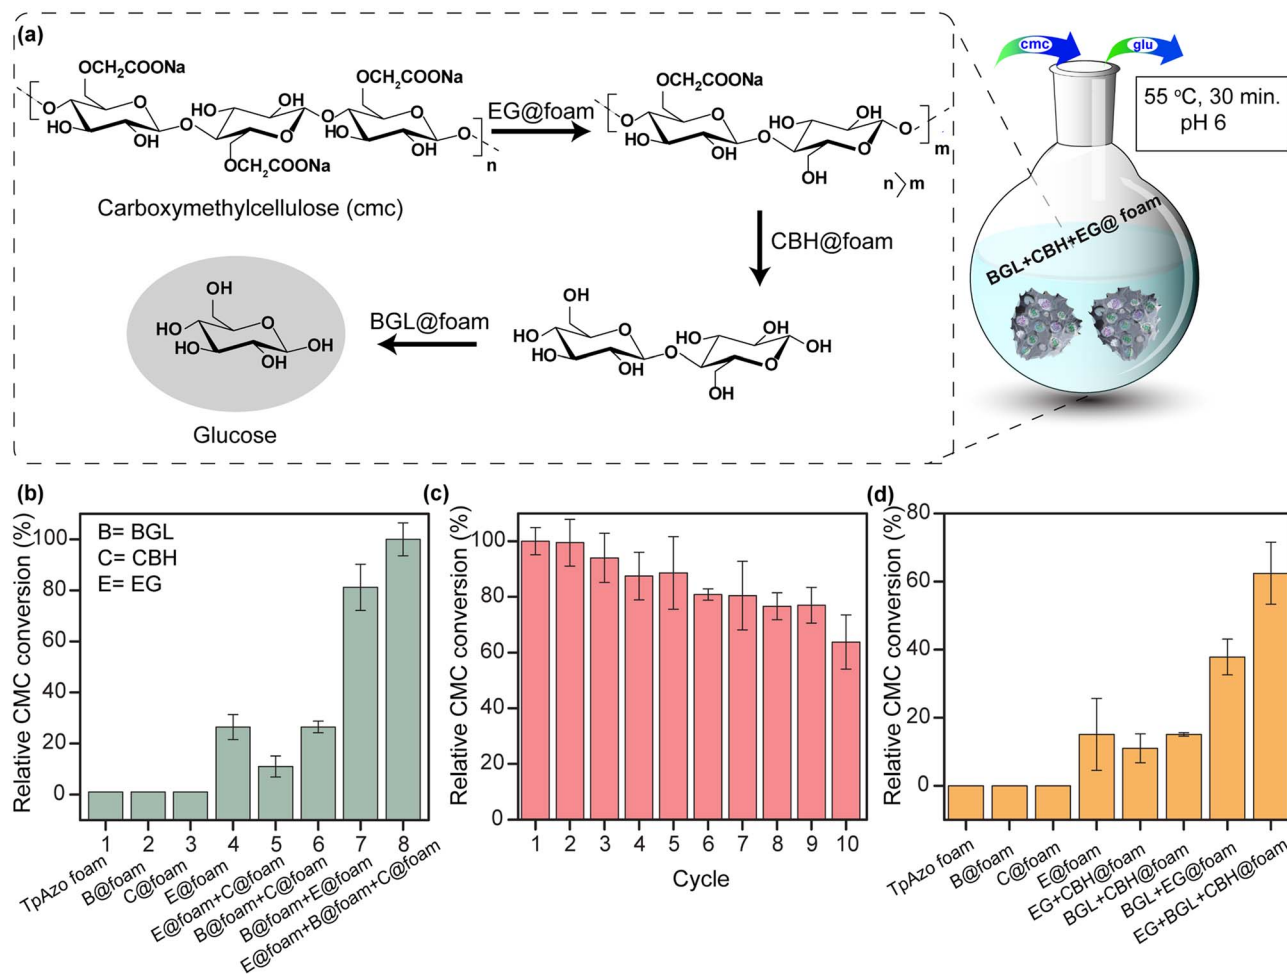 (a)
OCH2COONa
OH
OCH2COONa
O
O
HO
OH
O
HO
O
O
O
HO
OH
O
n
OCH2COONa
Carboxymethylcellulose (cmc)
EG@foam
OCH2COONa
O
O
HO
OH
O
HO
OH
O
O
OH
m
n〉m
CBH@foam
OH
HO
O
HO
OH
O
HO
OH
OH
O
OH
BGL@foam
OH
HO
O
HO
OH
OH
Glucose
cmc
glu
55 °C, 30 min.
pH 6
BGL+CBH+EG@ foam
(b)
Relative CMC conversion (%)
100
80
60
40
20
0
B= BGL
C= CBH
E= EG
1 2 3 4 5 6 7 8
TpAzo foam
B@foam
C@foam
E@foam
E@foam+C@foam
B@foam+C@foam
B@foam+E@foam
E@foam+B@foam+C@foam
(c)
Relative CMC conversion (%)
100
80
60
40
20
0
1 2 3 4 5 6 7 8 9 10
Cycle
(d)
Relative CMC conversion (%)
80
60
40
20
0
TpAzo foam
B@foam
C@foam
E@foam
EG+CBH@foam
BGL+CBH@foam
BGL+EG@foam
EG+BGL+CBH@foam